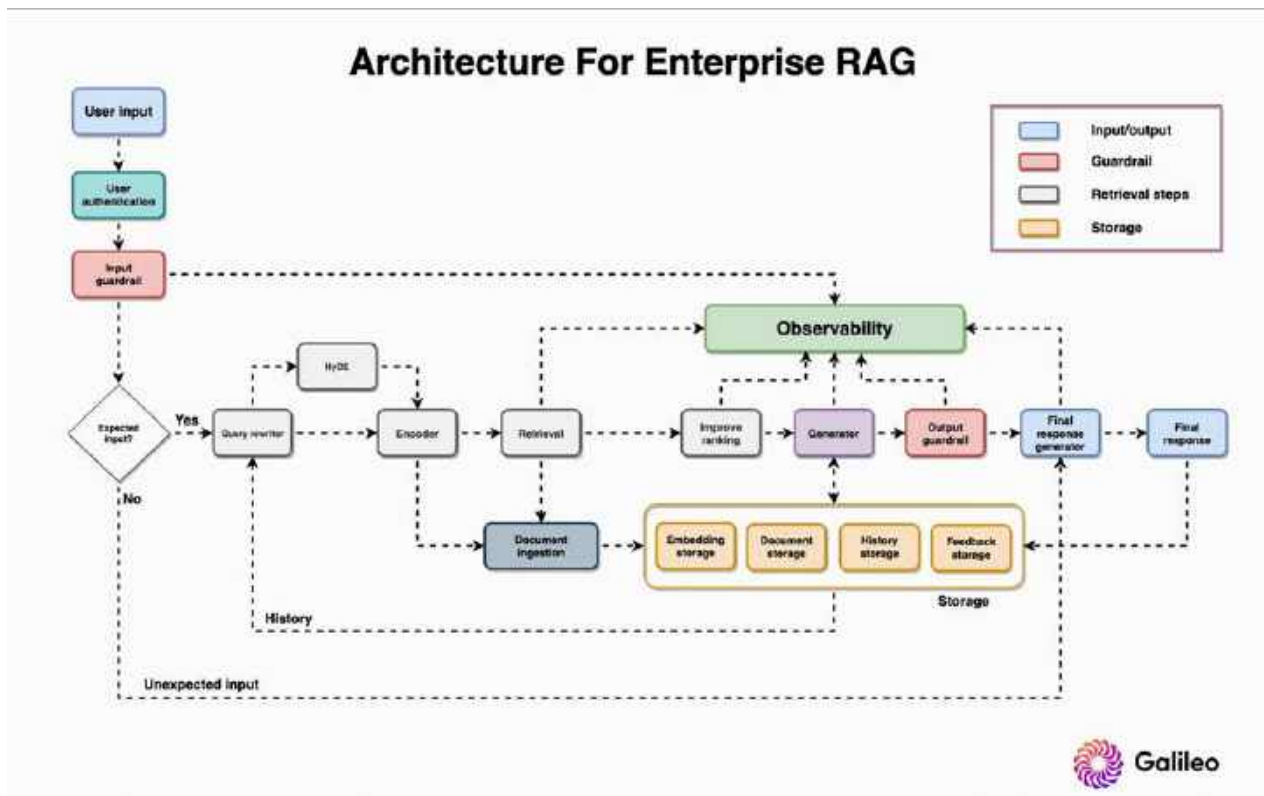 Architecture For Enterprise RAG
User input
Input/output
Guardrail
Retrieval steps
Storage
User
authentication
Input
guardrail
Observability
HyDE
Expected
input?
Yes
Query rewriter
Encoder
Retrieval
Improve
ranking
Generator
Output
guardrail
Final
response
generator
Final
response
No
Document
ingestion
Embedding
storage
Document
storage
History
storage
Feedback
storage
Storage
History
Unexpected input
Galileo